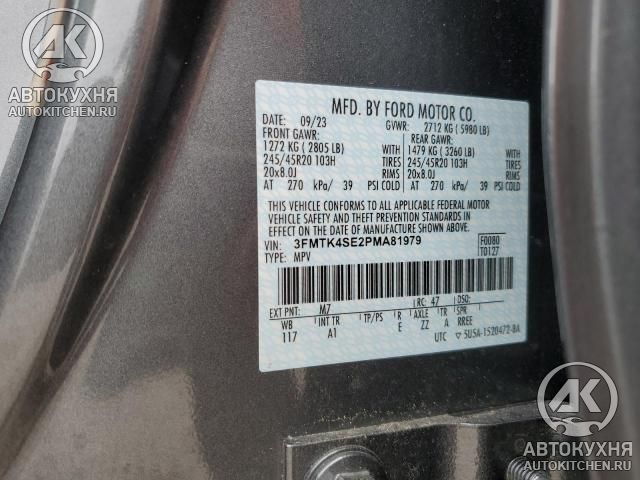 АК
АВТОКУХНЯ
AUTOKITCHEN.RU
MFD. BY FORD MOTOR CO.
DATE: 09/23 GVWR: 2712 KG ( 5980 LB)
FRONT GAWR: REAR GAWR:
1272 KG ( 2805 LB) WITH 1479 KG ( 3260 LB) WITH
245/45R20 103H TIRES 245/45R20 103H TIRES
20x8.0J RIMS 20x8.0J RIMS
AT 270 kPa/ 39 PSI COLD AT 270 kPa/ 39 PSI COLD
THIS VEHICLE CONFORMS TO ALL APPLICABLE FEDERAL MOTOR
VEHICLE SAFETY AND THEFT PREVENTION STANDARDS IN
EFFECT ON THE DATE OF MANUFACTURE SHOWN ABOVE.
VIN: 3FMTK4SE2PMA81979 F0080
TYPE: MPV T0127
EXT PNT: M7 RC: 47 DSO:
WB INT TR TP/PS R AXLE TR SPR
117 A1 E ZZ A RREE
UTC ▽ 5U5A-1520472-BA
АК
АВТОКУХНЯ
AUTOKITCHEN.RU